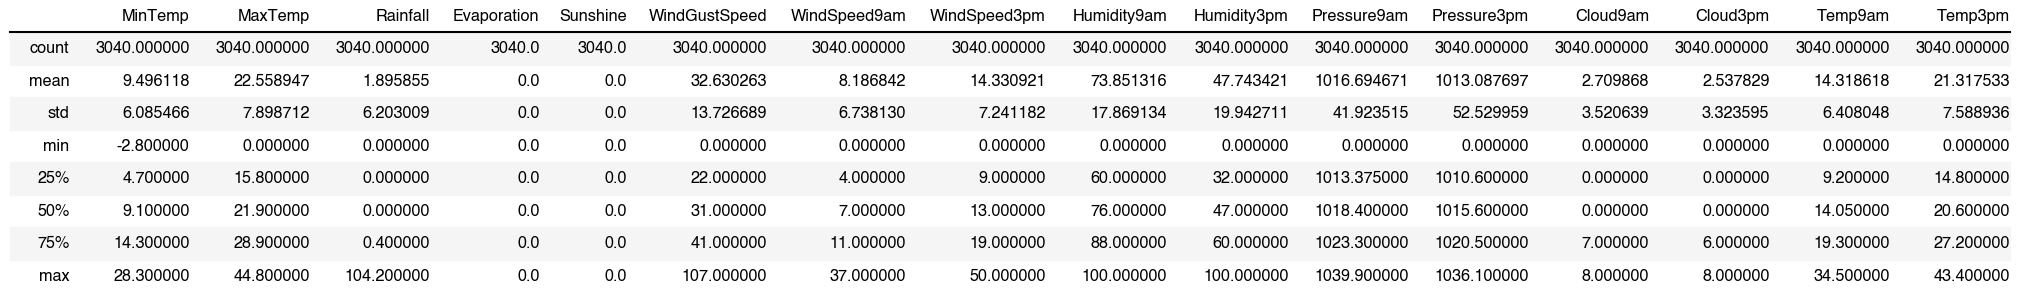 MinTemp MaxTemp Rainfall Evaporation Sunshine WindGustSpeed WindSpeed9am WindSpeed3pm Humidity9am Humidity3pm Pressure9am Pressure3pm Cloud9am Cloud3pm Temp9am Temp3pm
count 3040.000000 3040.000000 3040.000000 3040.0 3040.0 3040.000000 3040.000000 3040.000000 3040.000000 3040.000000 3040.000000 3040.000000 3040.000000 3040.000000 3040.000000 3040.000000
mean 9.496118 22.558947 1.895855 0.0 0.0 32.630263 8.186842 14.330921 73.851316 47.743421 1016.694671 1013.087697 2.709868 2.537829 14.318618 21.317533
std 6.085466 7.898712 6.203009 0.0 0.0 13.726689 6.738130 7.241182 17.869134 19.942711 41.923515 52.529959 3.520639 3.323595 6.408048 7.588936
min -2.800000 0.000000 0.000000 0.0 0.0 0.000000 0.000000 0.000000 0.000000 0.000000 0.000000 0.000000 0.000000 0.000000 0.000000 0.000000
25% 4.700000 15.800000 0.000000 0.0 0.0 22.000000 4.000000 9.000000 60.000000 32.000000 1013.375000 1010.600000 0.000000 0.000000 9.200000 14.800000
50% 9.100000 21.900000 0.000000 0.0 0.0 31.000000 7.000000 13.000000 76.000000 47.000000 1018.400000 1015.600000 0.000000 0.000000 14.050000 20.600000
75% 14.300000 28.900000 0.400000 0.0 0.0 41.000000 11.000000 19.000000 88.000000 60.000000 1023.300000 1020.500000 7.000000 6.000000 19.300000 27.200000
max 28.300000 44.800000 104.200000 0.0 0.0 107.000000 37.000000 50.000000 100.000000 100.000000 1039.900000 1036.100000 8.000000 8.000000 34.500000 43.400000